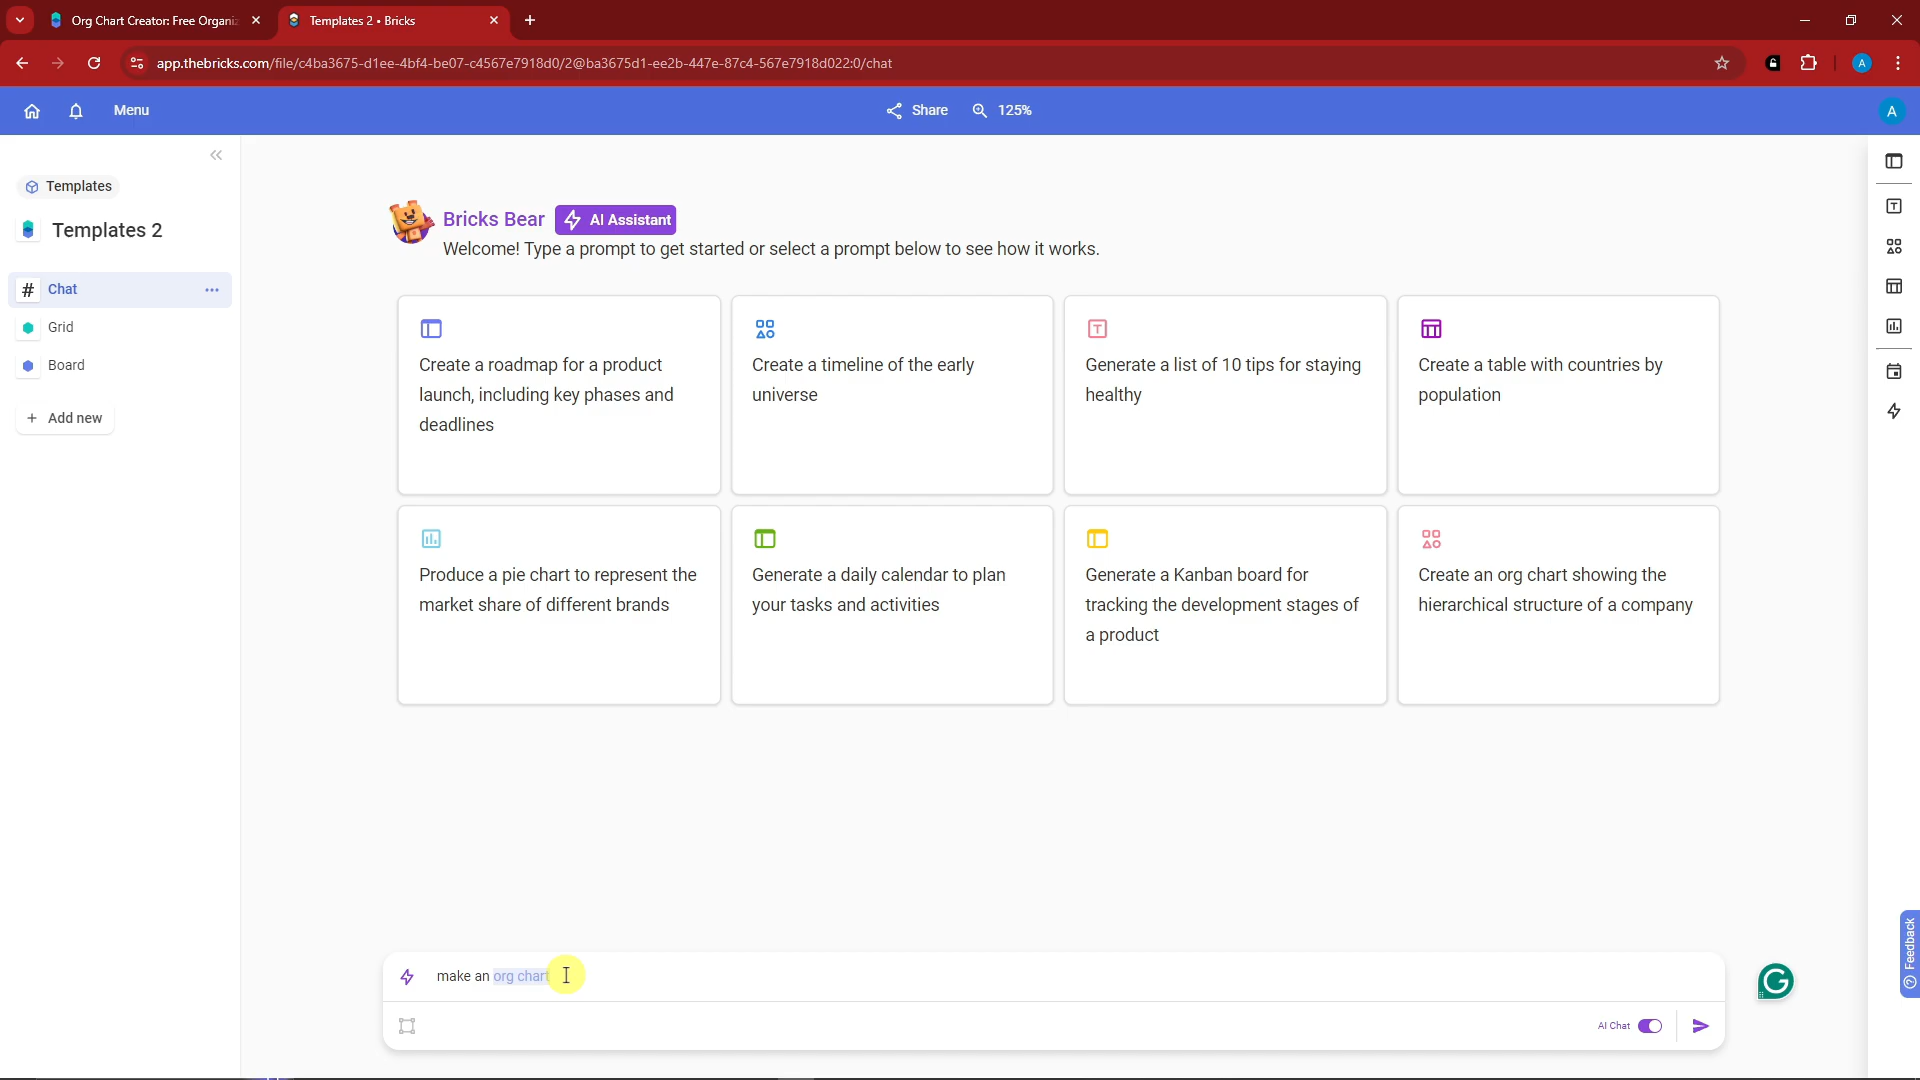 Org Chart Creator: Free Organiz
Templates 2 • Bricks
app.thebricks.com/file/c4ba3675-d1ee-4bf4-be07-c4567e7918d0/2@ba3675d1-ee2b-447e-87c4-567e7918d022:0/chat
A
Menu
Share
125%
A
Templates
Templates 2
Chat
Grid
Board
+ Add new
Bricks Bear
AI Assistant
Welcome! Type a prompt to get started or select a prompt below to see how it works.
Create a roadmap for a product
launch, including key phases and
deadlines
Create a timeline of the early
universe
Generate a list of 10 tips for staying
healthy
Create a table with countries by
population
Produce a pie chart to represent the
market share of different brands
Generate a daily calendar to plan
your tasks and activities
Generate a Kanban board for
tracking the development stages of
a product
Create an org chart showing the
hierarchical structure of a company
make an org chart
AI Chat
Feedback